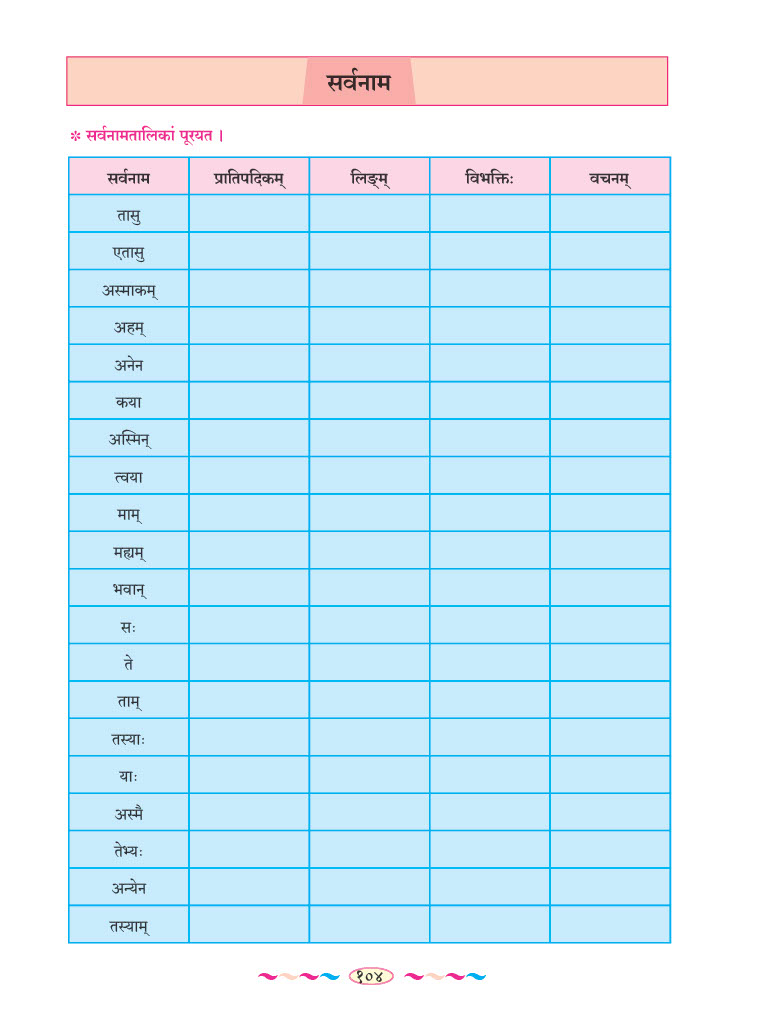 सर्वनाम
✽ सर्वनामतालिकां पूरयत ।
सर्वनाम प्रातिपदिकम् लिङ्गम् विभक्तिः वचनम्
तासु
एतासु
अस्माकम्
अहम्
अनेन
कया
अस्मिन्
त्वया
माम्
मह्यम्
भवान्
सः
ते
ताम्
तस्याः
याः
अस्मै
तेभ्यः
अन्येन
तस्याम्
१०४